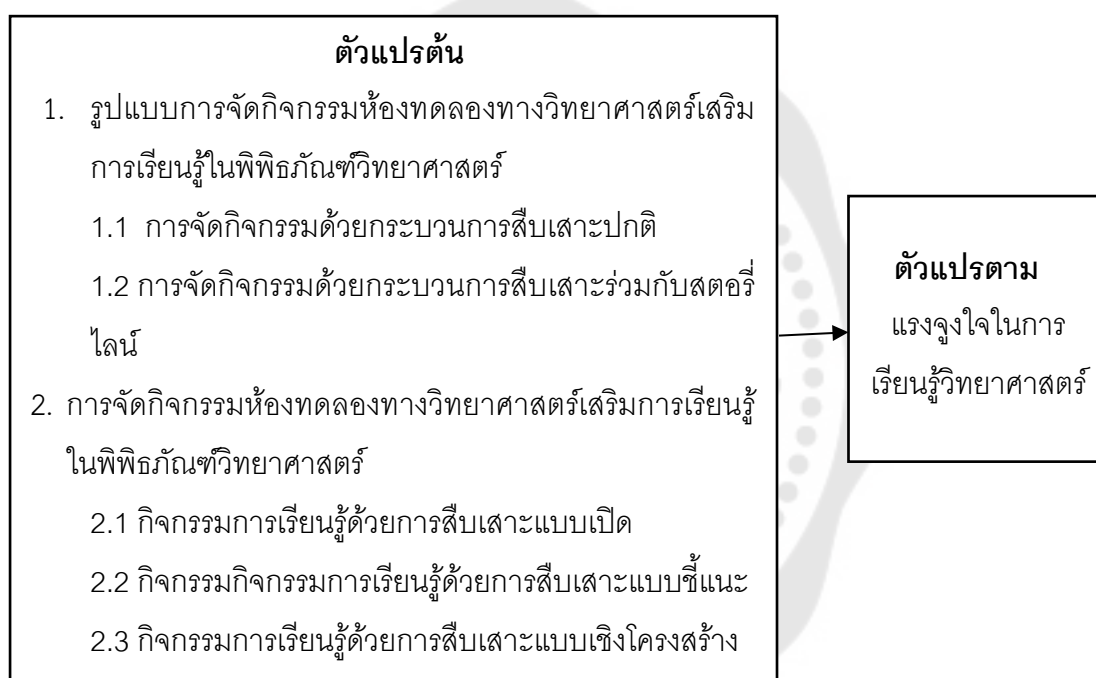 ตัวแปรต้น
1. รูปแบบการจัดกิจกรรมห้องทดลองทางวิทยาศาสตร์เสริม
การเรียนรู้ในพิพิธภัณฑ์วิทยาศาสตร์
1.1 การจัดกิจกรรมด้วยกระบวนการสืบเสาะปกติ
1.2 การจัดกิจกรรมด้วยกระบวนการสืบเสาะร่วมกับสตอรี่
ไลน์
2. การจัดกิจกรรมห้องทดลองทางวิทยาศาสตร์เสริมการเรียนรู้
ในพิพิธภัณฑ์วิทยาศาสตร์
2.1 กิจกรรมการเรียนรู้ด้วยการสืบเสาะแบบเปิด
2.2 กิจกรรมกิจกรรมการเรียนรู้ด้วยการสืบเสาะแบบชี้แนะ
2.3 กิจกรรมการเรียนรู้ด้วยการสืบเสาะแบบเชิงโครงสร้าง
ตัวแปรตาม
แรงจูงใจในการ
เรียนรู้วิทยาศาสตร์